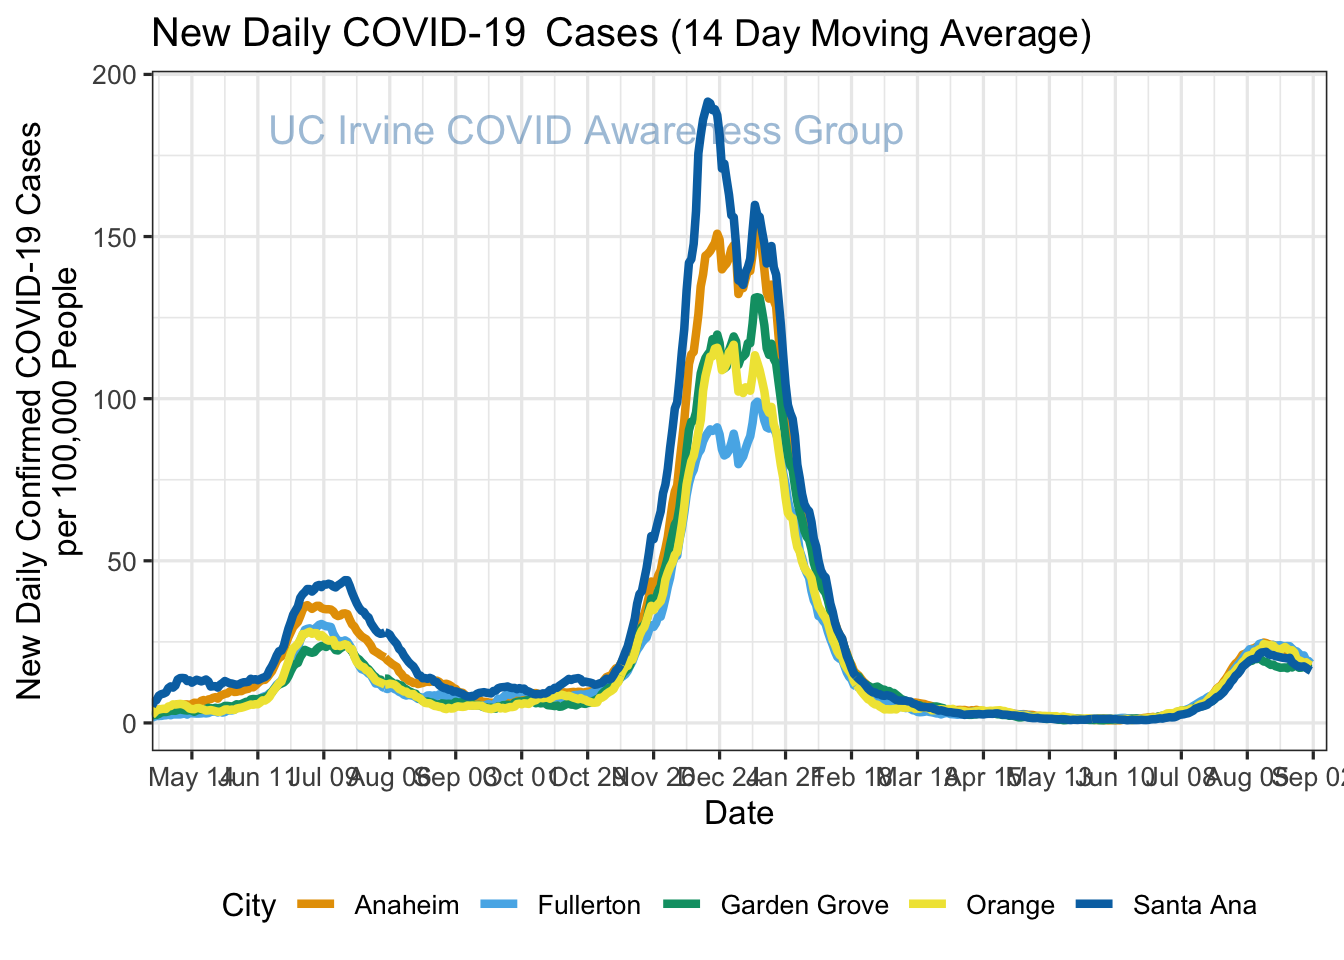 New Daily COVID-19 Cases (14 Day Moving Average)
UC Irvine COVID Awareness Group
New Daily Confirmed COVID-19 Cases
per 100,000 People
200
150
100
50
0
May 14 Jun 11 Jul 09 Aug 06 Sep 03 Oct 01 Oct 29 Nov 26 Dec 24 Jan 21 Feb 18 Mar 18 Apr 15 May 13 Jun 10 Jul 08 Aug 05 Sep 02
Date
City Anaheim Fullerton Garden Grove Orange Santa Ana